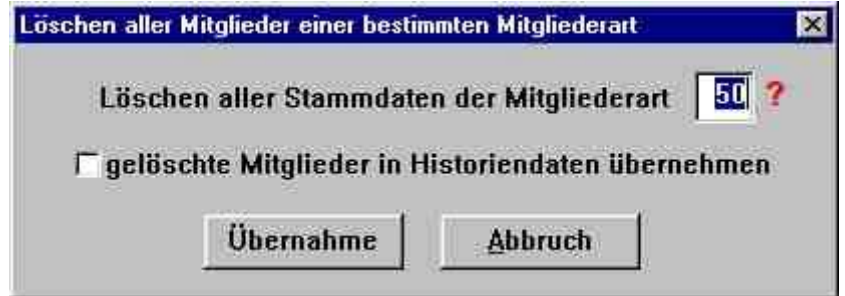 Löschen aller Mitglieder einer bestimmten Mitgliederart
Löschen aller Stammdaten der Mitgliederart 50 ?
gelöschte Mitglieder in Historiendaten übernehmen
Übernahme Abbruch